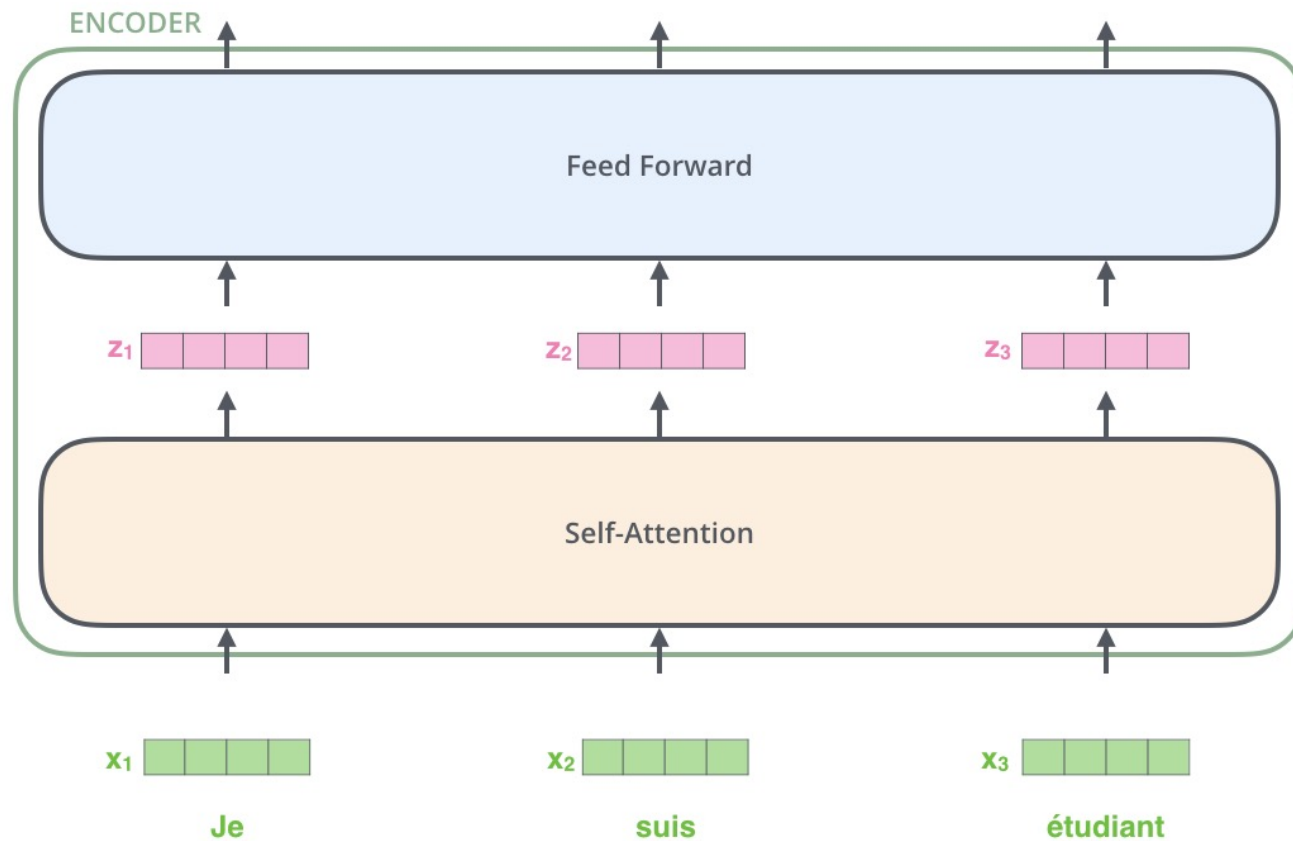 ENCODER
Feed Forward
z₁ z₂ z₃
Self-Attention
x₁ x₂ x₃
Je suis étudiant